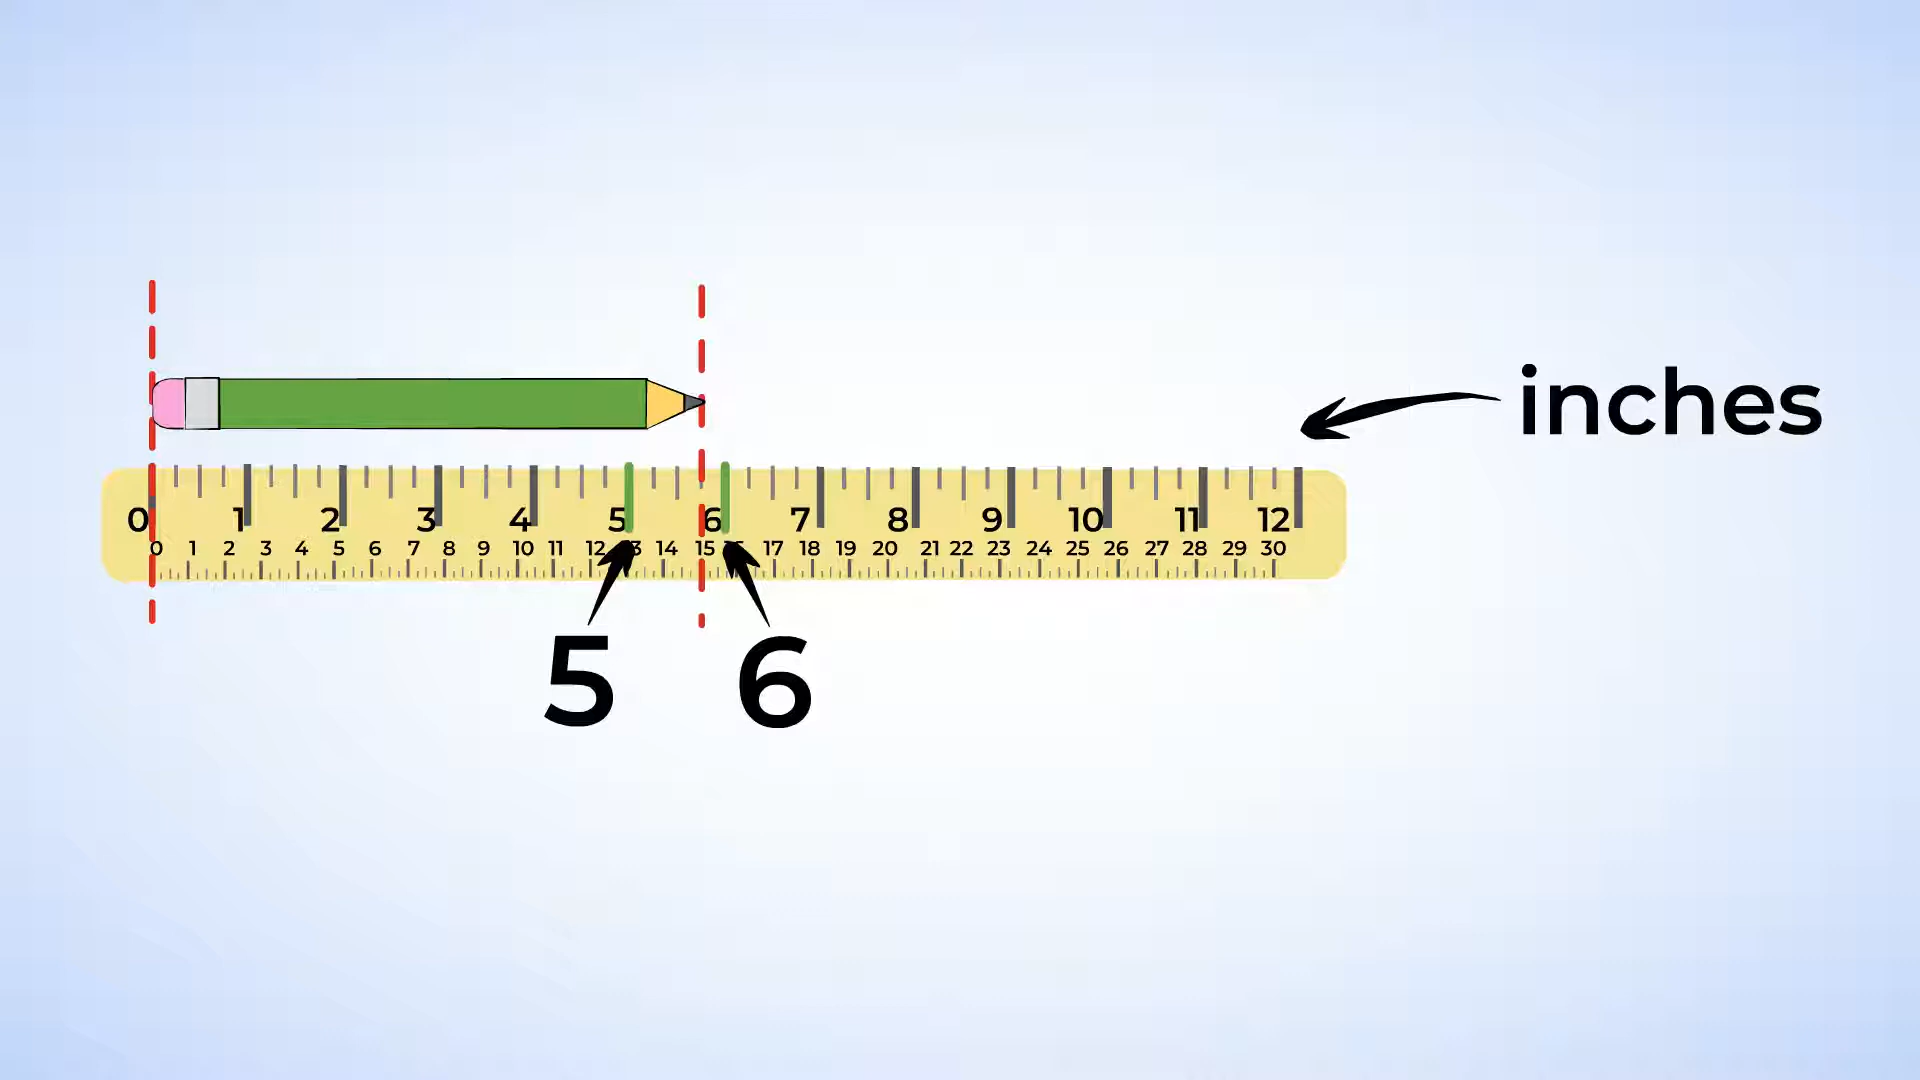 inches
0 1 2 3 4 5 6 7 8 9 10 11 12
0 1 2 3 4 5 6 7 8 9 10 11 12 14 15 17 18 19 20 21 22 23 24 25 26 27 28 29 30
5 6